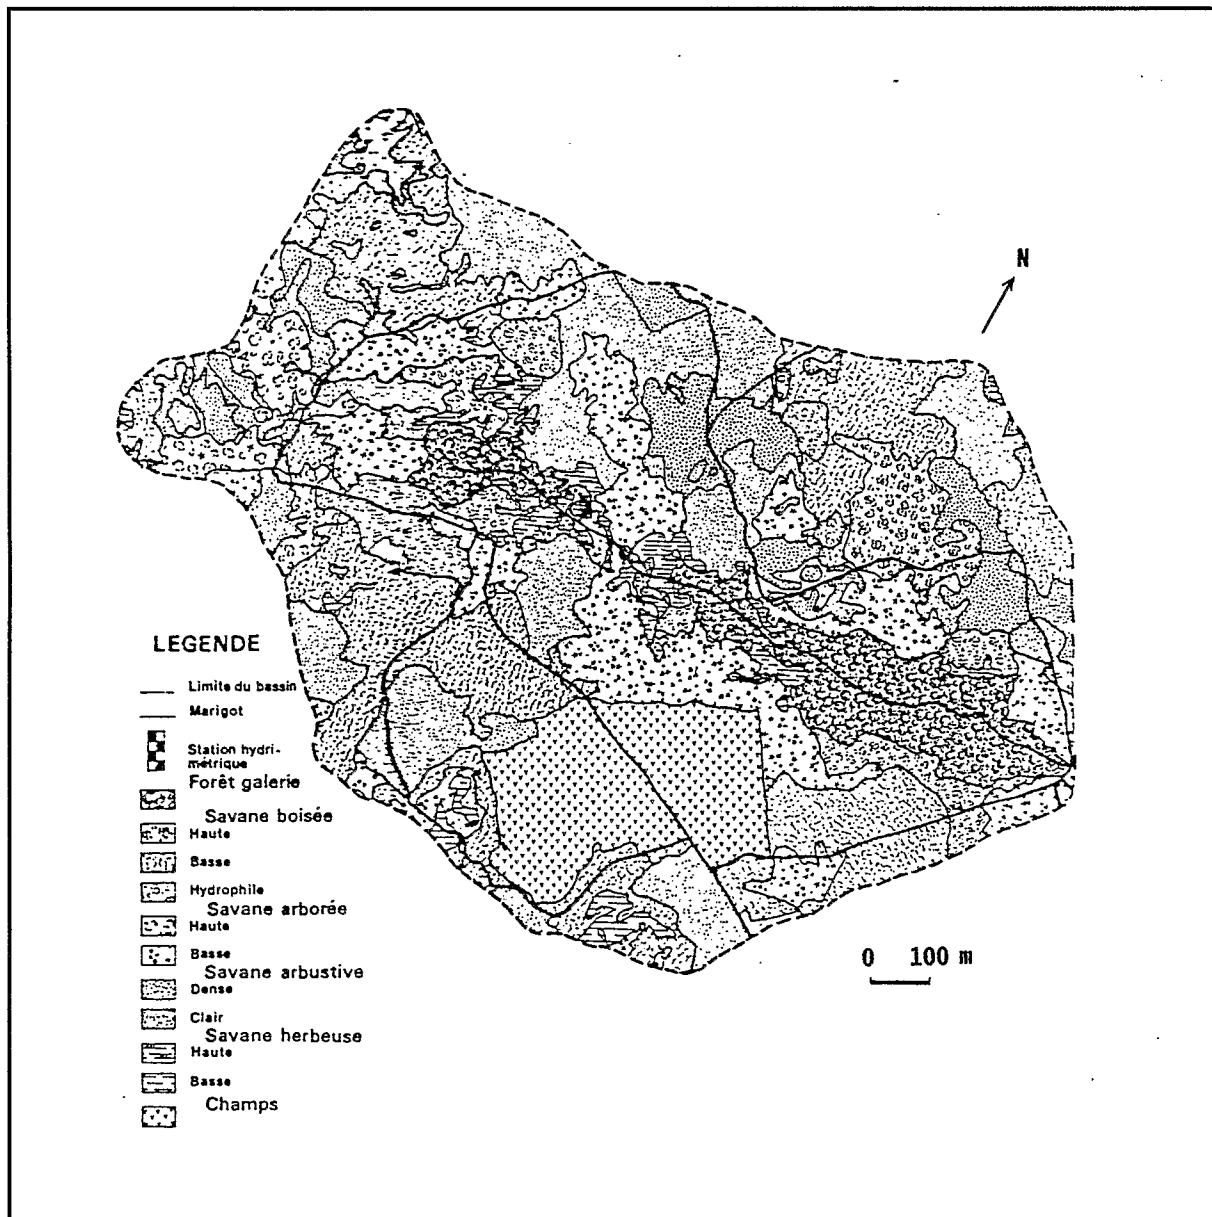 N
LEGENDE
Limite du bassin
Marigot
Station hydri-
métrique
Forêt galerie
Savane boisée
Haute
Basse
Hydrophile
Savane arborée
Haute
Basse
Savane arbustive
Dense
Clair
Savane herbeuse
Haute
Basse
Champs
0 100 m